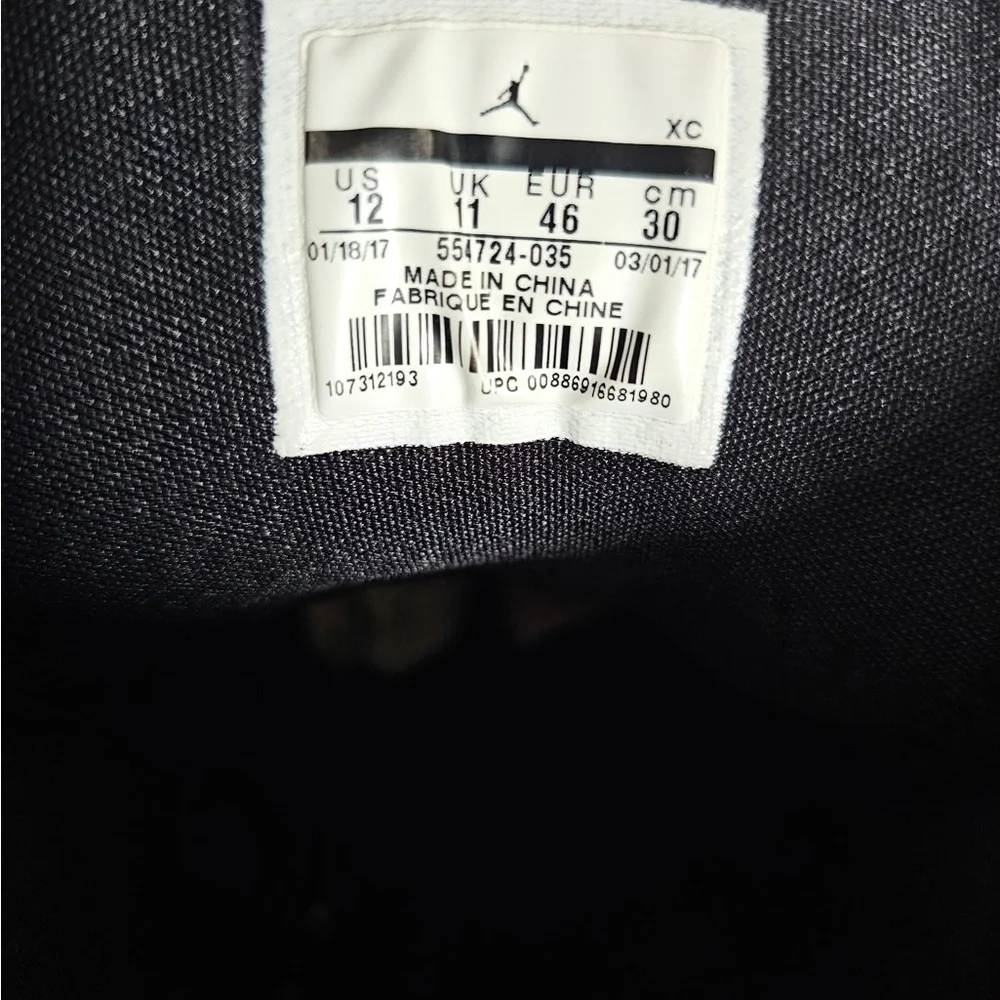 XC
US UK EUR cm
12 11 46 30
01/18/17 554724-035 03/01/17
MADE IN CHINA
FABRIQUE EN CHINE
107312193 UPC 00886916681980